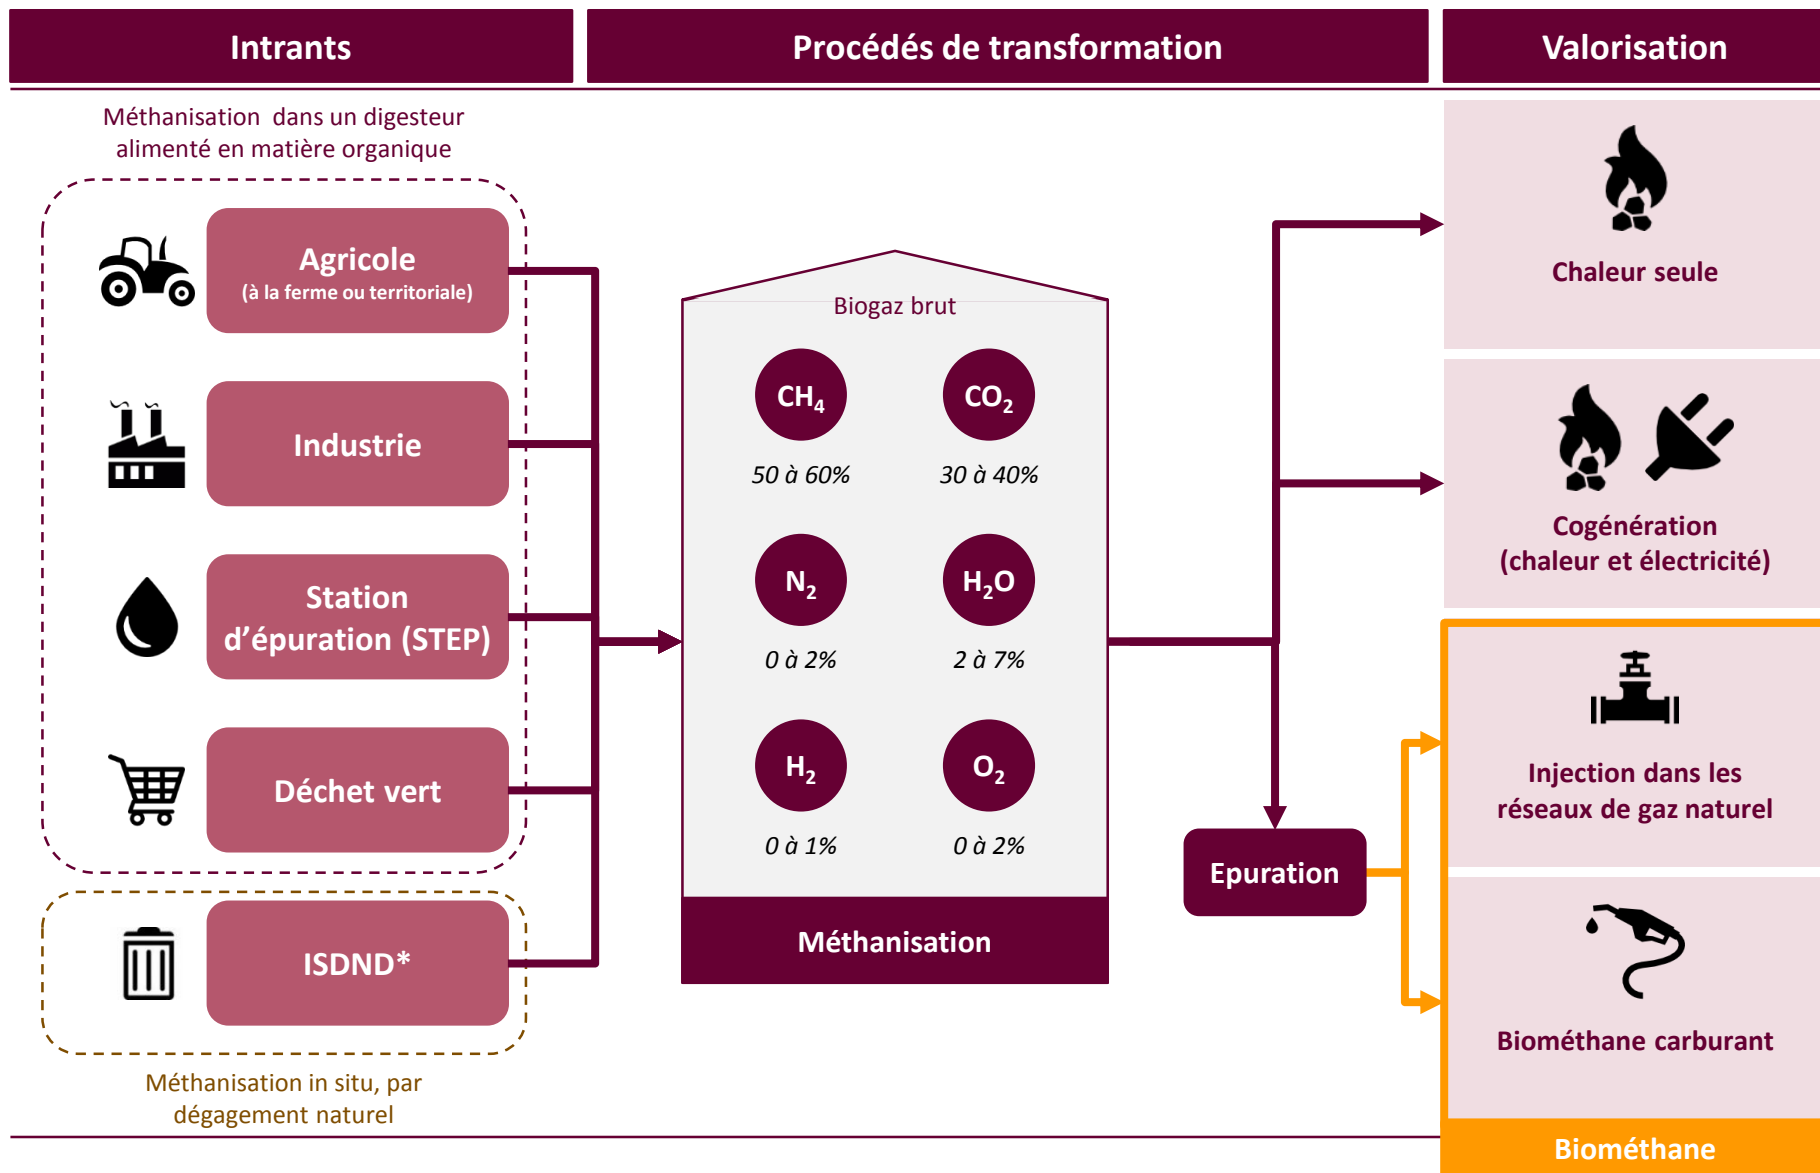 Intrants
Procédés de transformation
Valorisation
Méthanisation dans un digesteur
alimenté en matière organique
Agricole
(à la ferme ou territoriale)
Industrie
Station
d'épuration (STEP)
Déchet vert
ISDND*
Méthanisation in situ, par
dégagement naturel
Biogaz brut
CH₄
CO₂
50 à 60%
30 à 40%
N₂
H₂O
0 à 2%
2 à 7%
H₂
O₂
0 à 1%
0 à 2%
Méthanisation
Epuration
Chaleur seule
Cogénération
(chaleur et électricité)
Injection dans les
réseaux de gaz naturel
Biométhane carburant
Biométhane